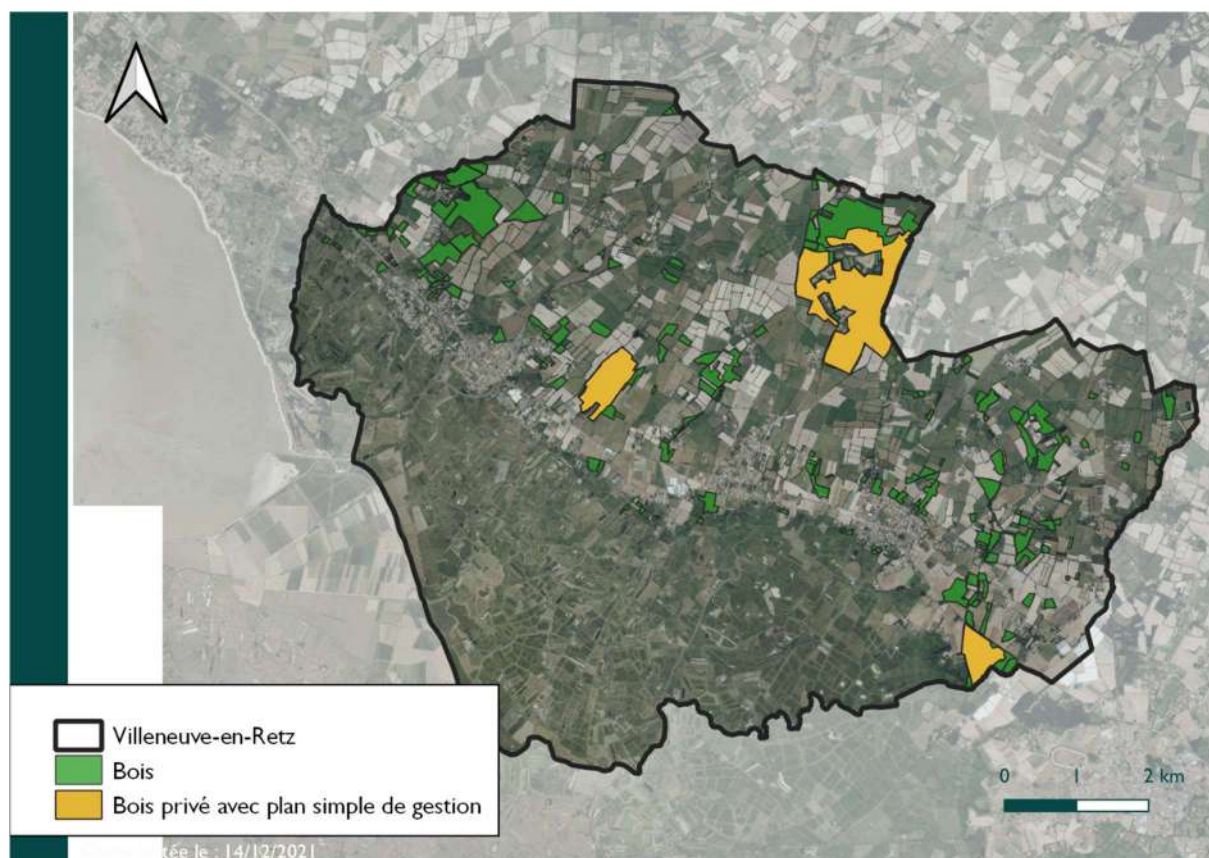 Villeneuve-en-Retz
Bois
Bois privé avec plan simple de gestion
0 1 2 km
tée le : 14/12/2021